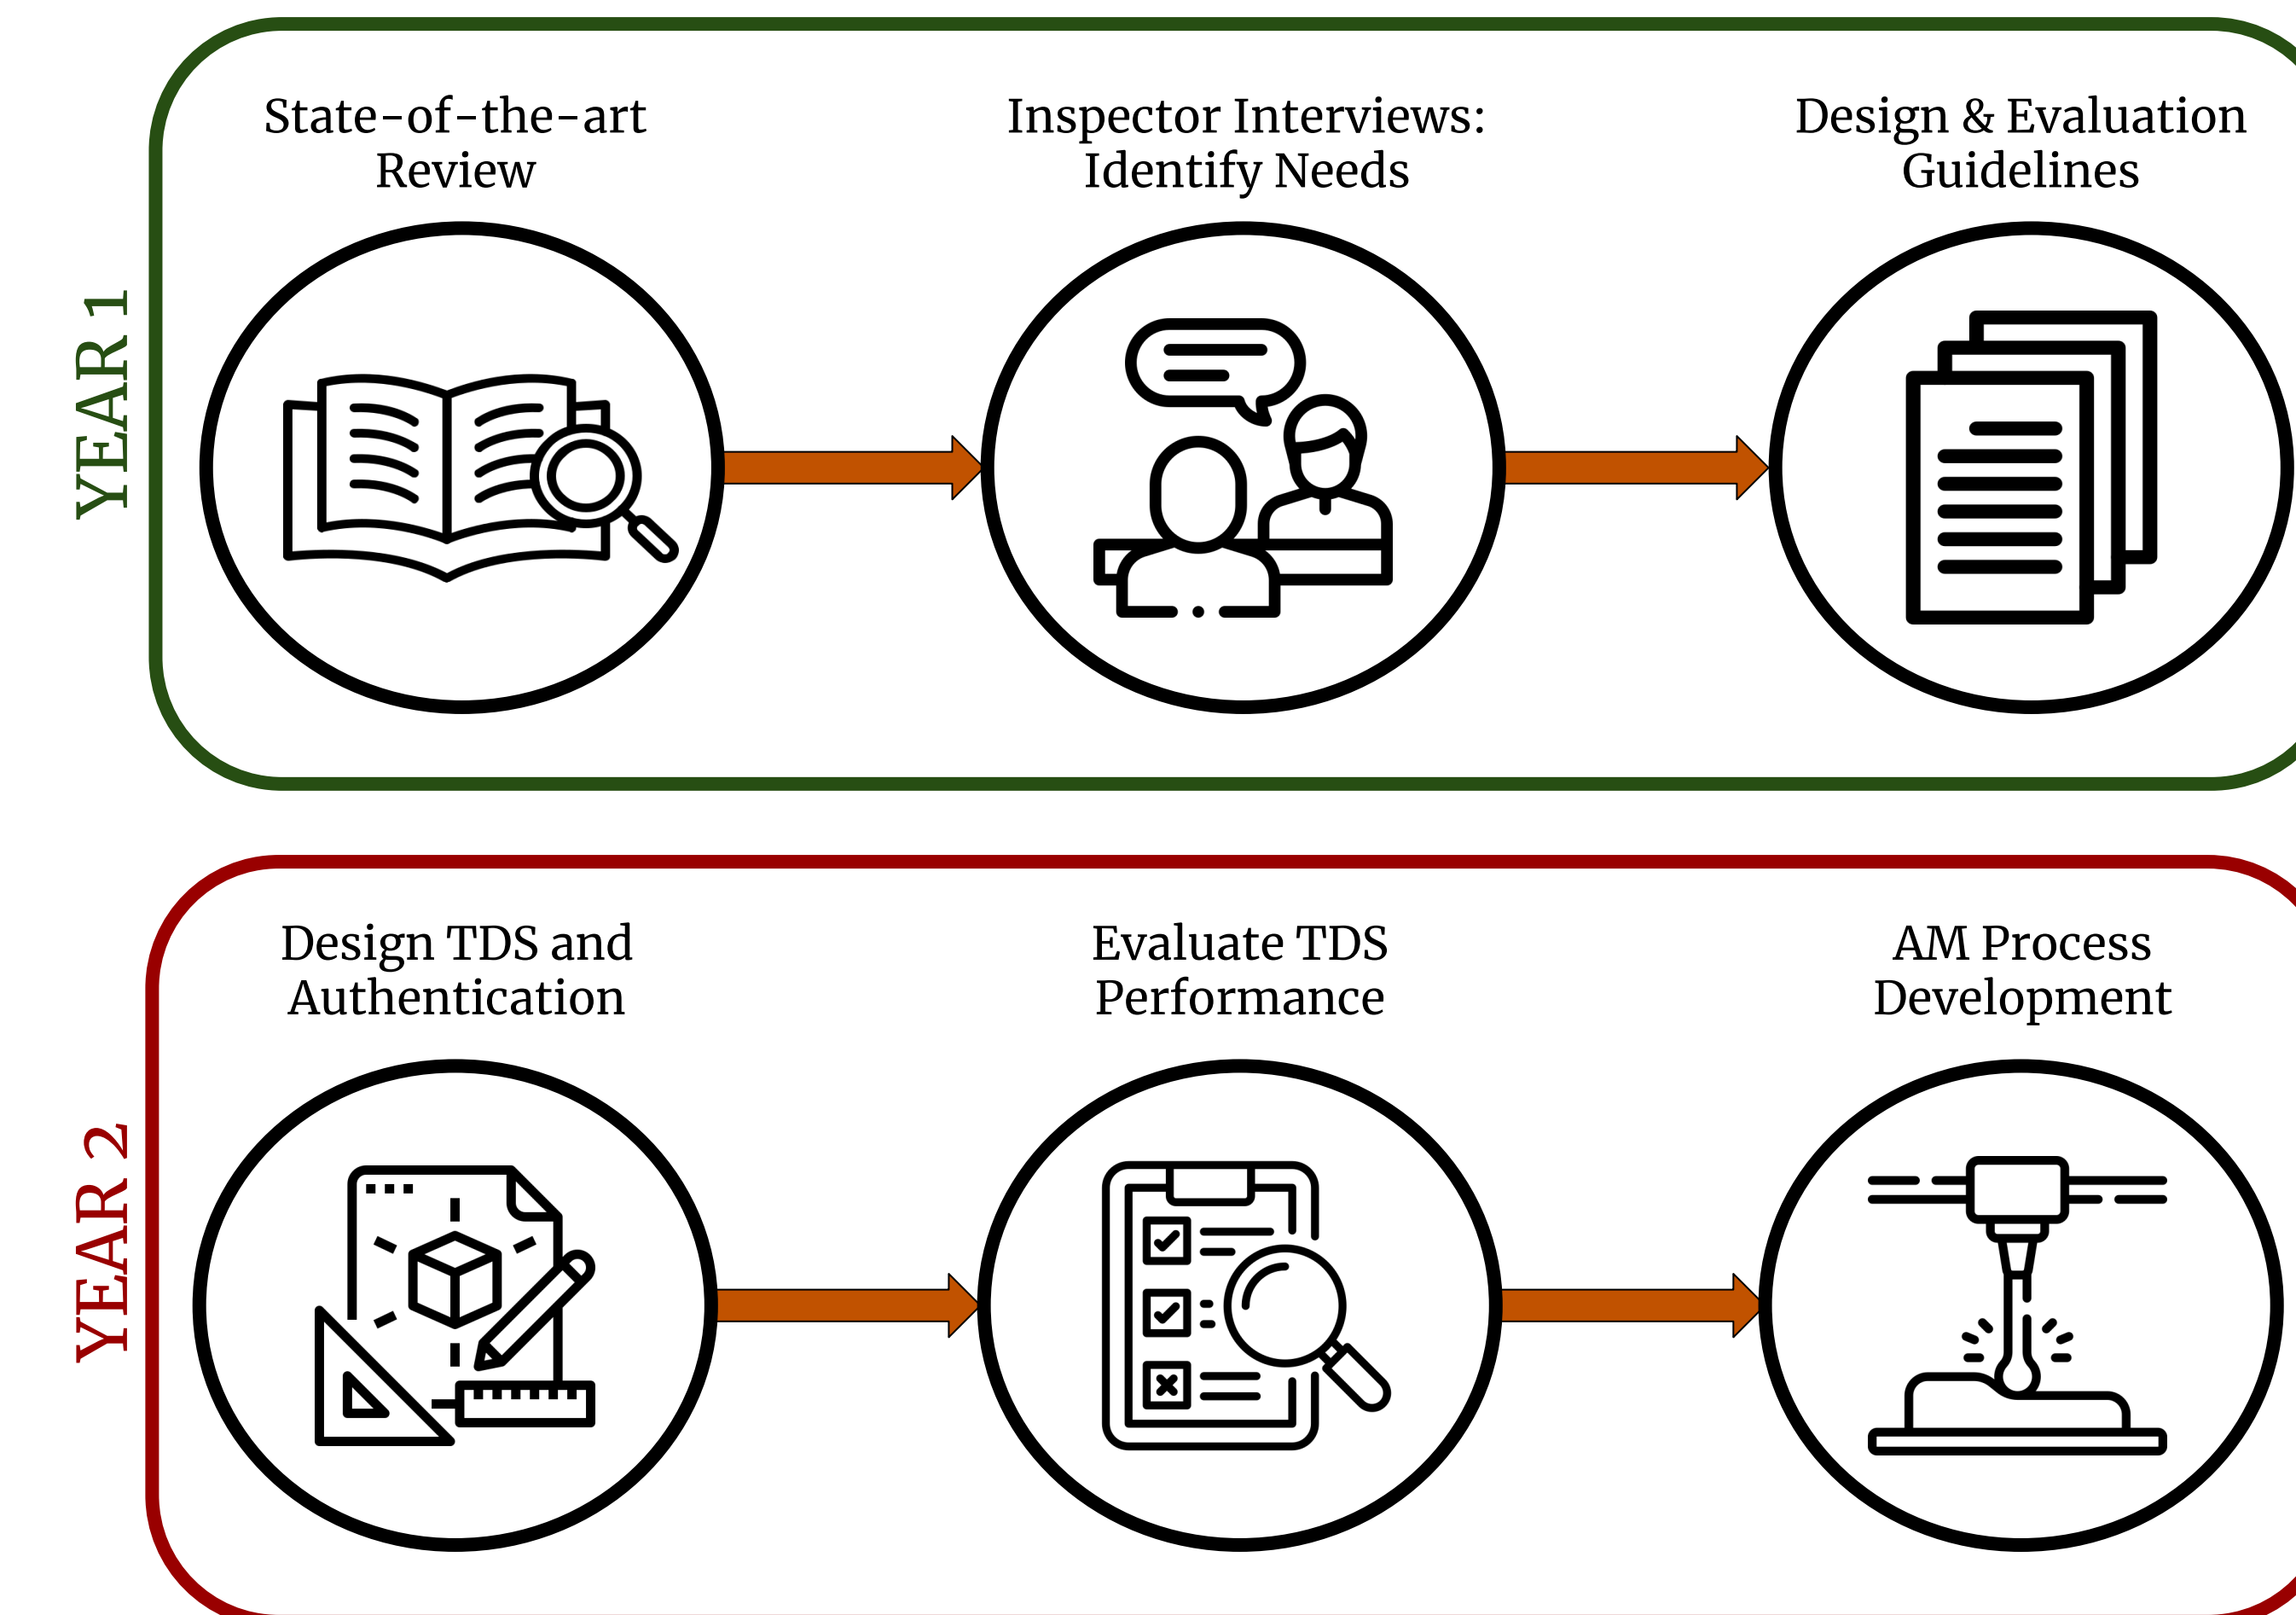 YEAR 1
State-of-the-art
Review
Inspector Interviews:
Identify Needs
Design & Evaluation
Guidelines
YEAR 2
Design TDS and
Authentication
Evaluate TDS
Performance
AM Process
Development